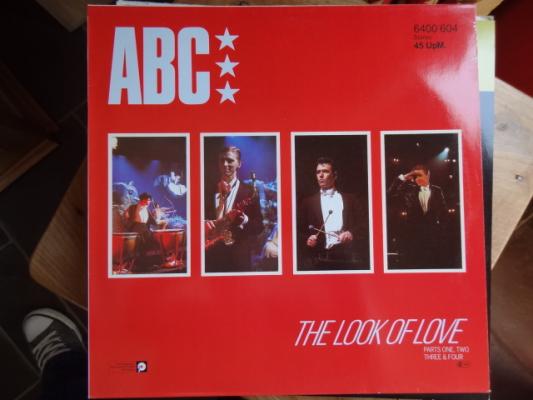 ABC
6400 604
Stereo
45 UpM.
THE LOOK OF LOVE
PARTS ONE, TWO
THREE & FOUR